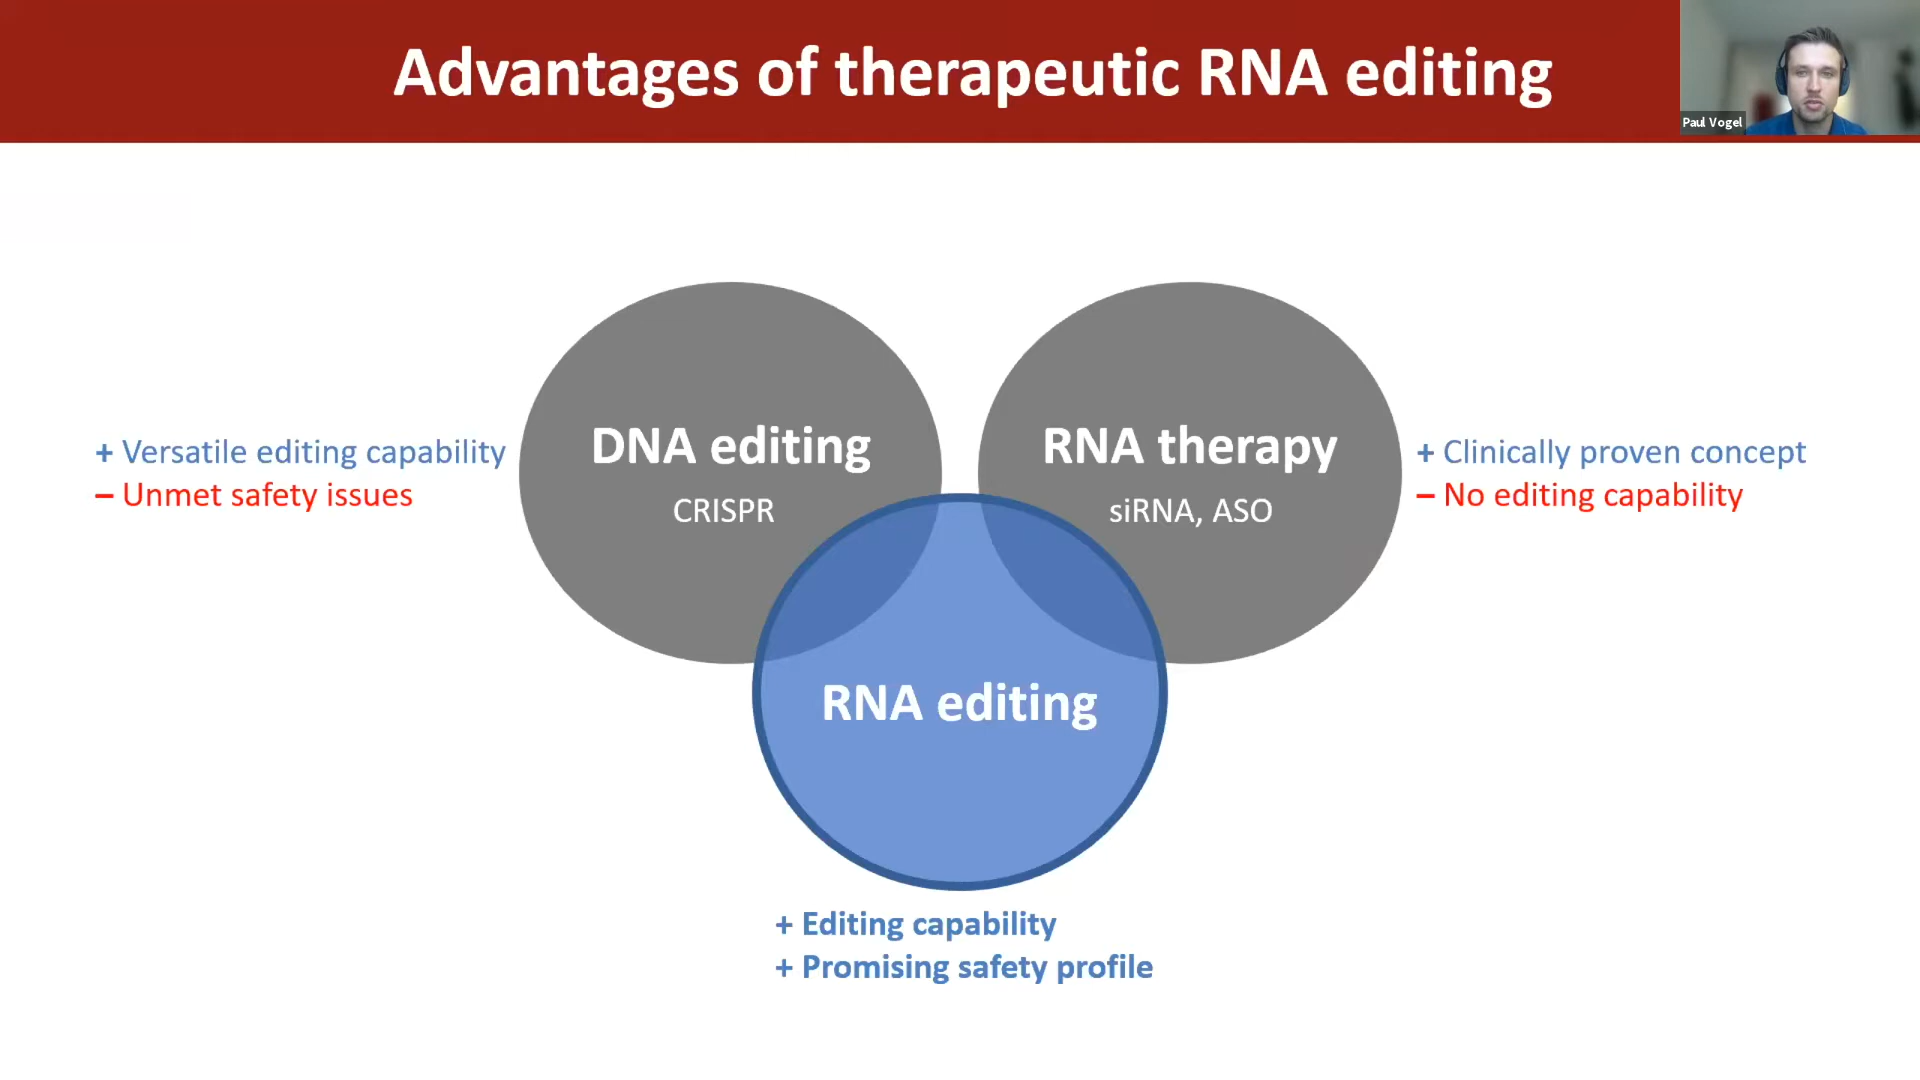 Advantages of therapeutic RNA editing
Paul Vogel
DNA editing
CRISPR
+ Versatile editing capability
– Unmet safety issues
RNA therapy
siRNA, ASO
+ Clinically proven concept
– No editing capability
RNA editing
+ Editing capability
+ Promising safety profile